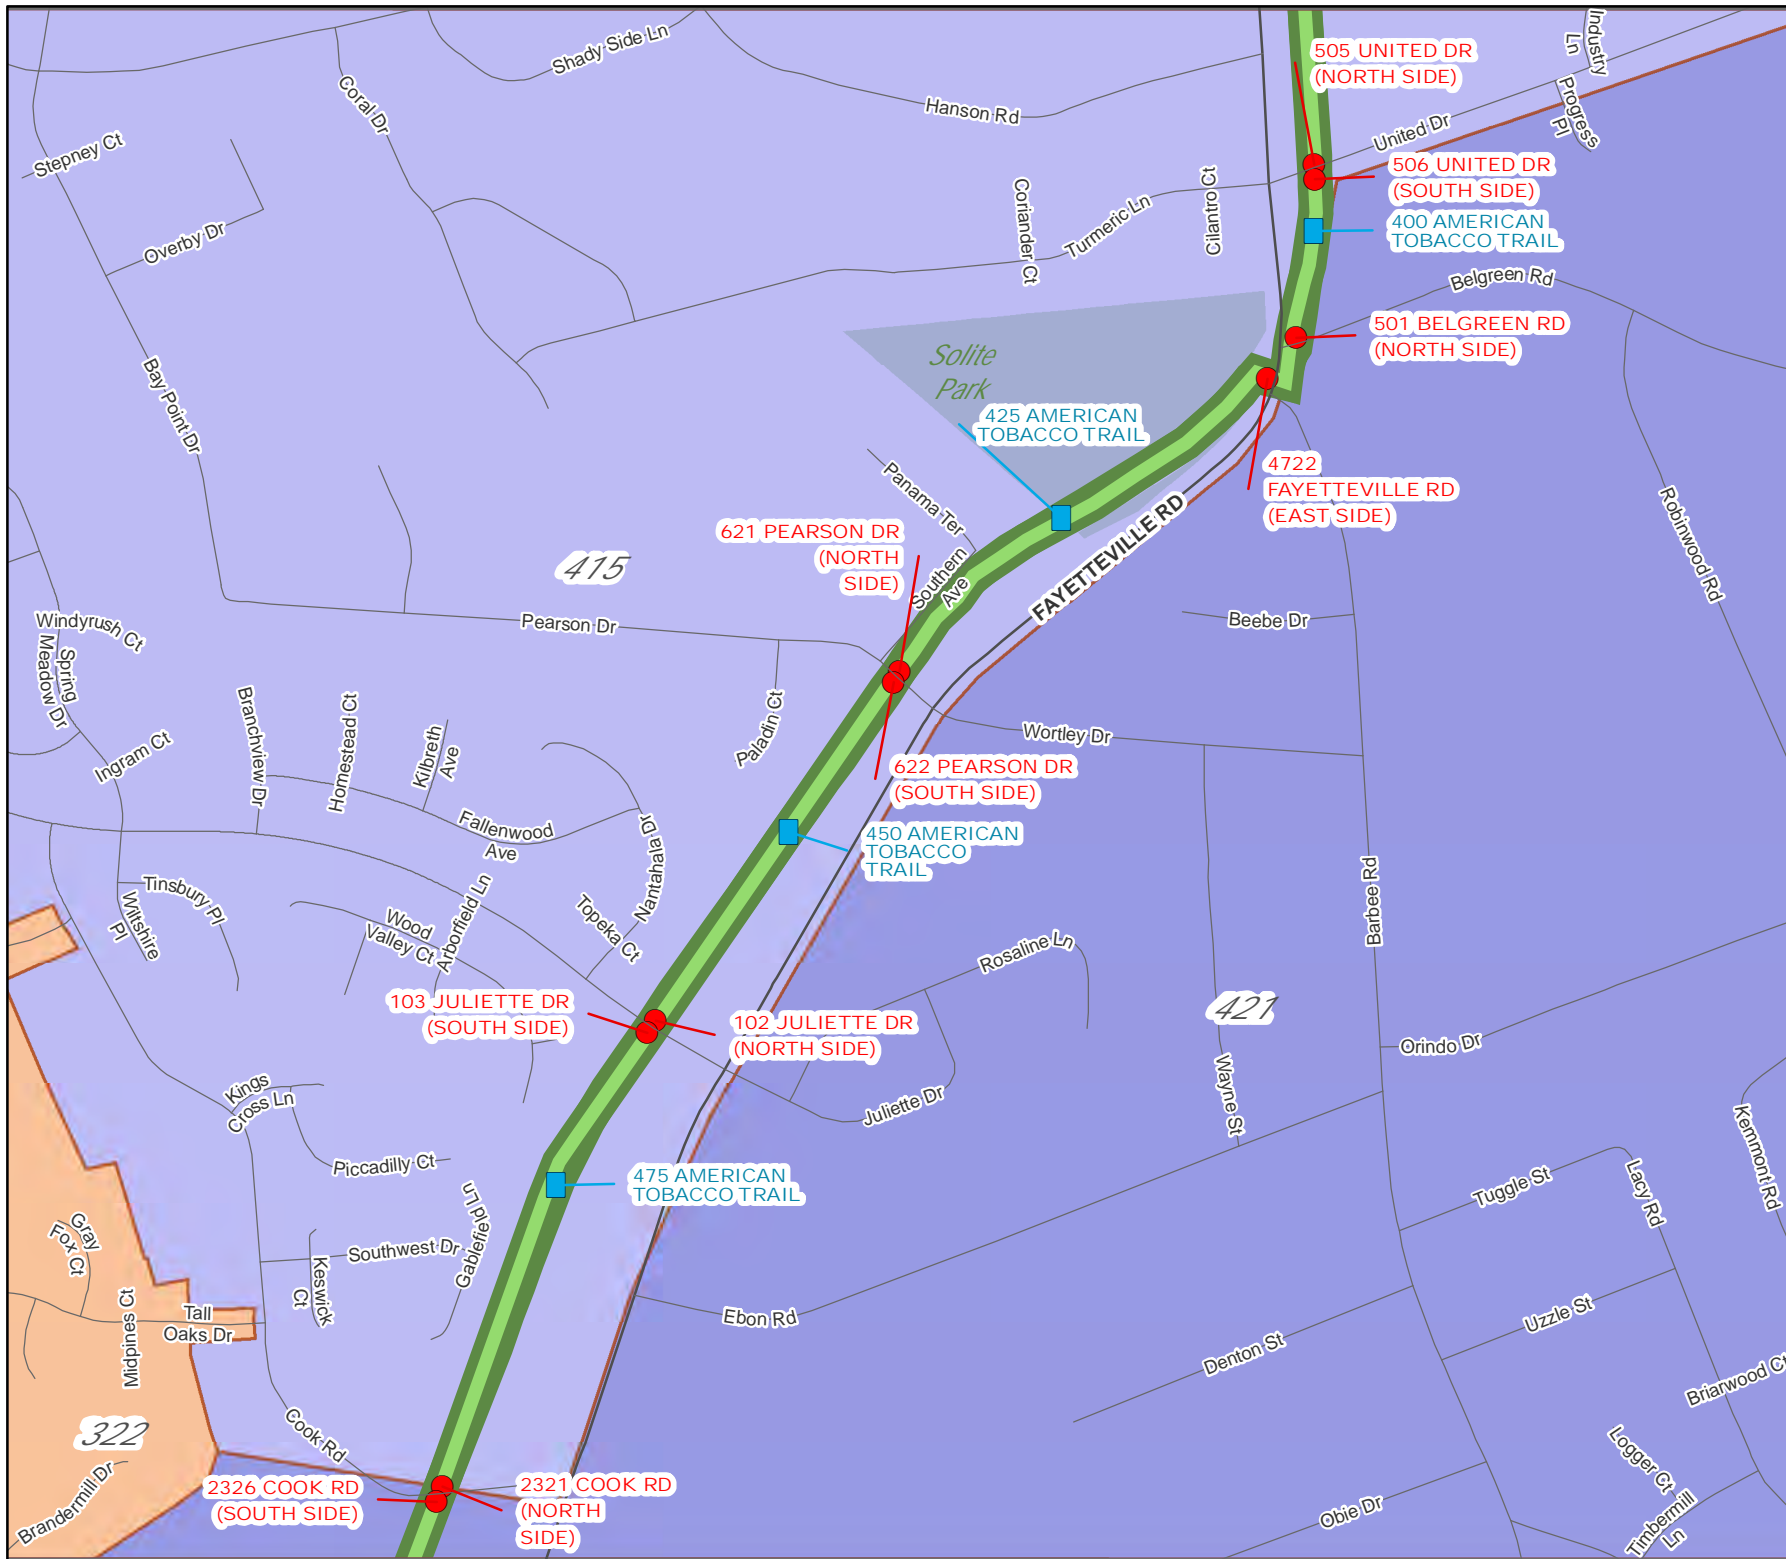 Shady Side Ln
Industry
Ln
505 UNITED DR
(NORTH SIDE)
Coral Dr
Hanson Rd
Progress
Pl
United Dr
Stepney Ct
506 UNITED DR
(SOUTH SIDE)
Coriander Ct
Turmeric Ln
Cilantro Ct
400 AMERICAN
TOBACCO TRAIL
Overby Dr
Belgreen Rd
501 BELGREEN RD
(NORTH SIDE)
Solite
Park
Bay Point Dr
425 AMERICAN
TOBACCO TRAIL
4722
FAYETTEVILLE RD
(EAST SIDE)
Panama Ter
Robinwood Rd
621 PEARSON DR
(NORTH
SIDE)
FAYETTEVILLE RD
415
Southern
Ave
Windyrush Ct
Pearson Dr
Beebe Dr
Spring
Meadow Dr
Branchview Dr
Homestead Ct
Kilbreth
Ave
Paladin Ct
Wortley Dr
Ingram Ct
622 PEARSON DR
(SOUTH SIDE)
Fallenwood
Ave
Nantahala Dr
450 AMERICAN
TOBACCO
TRAIL
Tinsbury Pl
Wiltshire
Pl
Wood
Valley Ct
Arborfield Ln
Topeka Ct
Barbee Rd
Rosaline Ln
103 JULIETTE DR
(SOUTH SIDE)
102 JULIETTE DR
(NORTH SIDE)
421
Orindo Dr
Kings
Cross Ln
Juliette Dr
Wayne St
Kemmont Rd
Piccadilly Ct
475 AMERICAN
TOBACCO TRAIL
Tuggle St
Lacy Rd
Gray
Fox Ct
Southwest Dr
Gablefield Ln
Keswick
Ct
Midpines Ct
Tall
Oaks Dr
Ebon Rd
Uzzle St
Denton St
Briarwood Ct
322
Cook Rd
Logger Ct
Brandermill Dr
2326 COOK RD
(SOUTH SIDE)
2321 COOK RD
(NORTH
SIDE)
Obie Dr
Timbermill
Ln